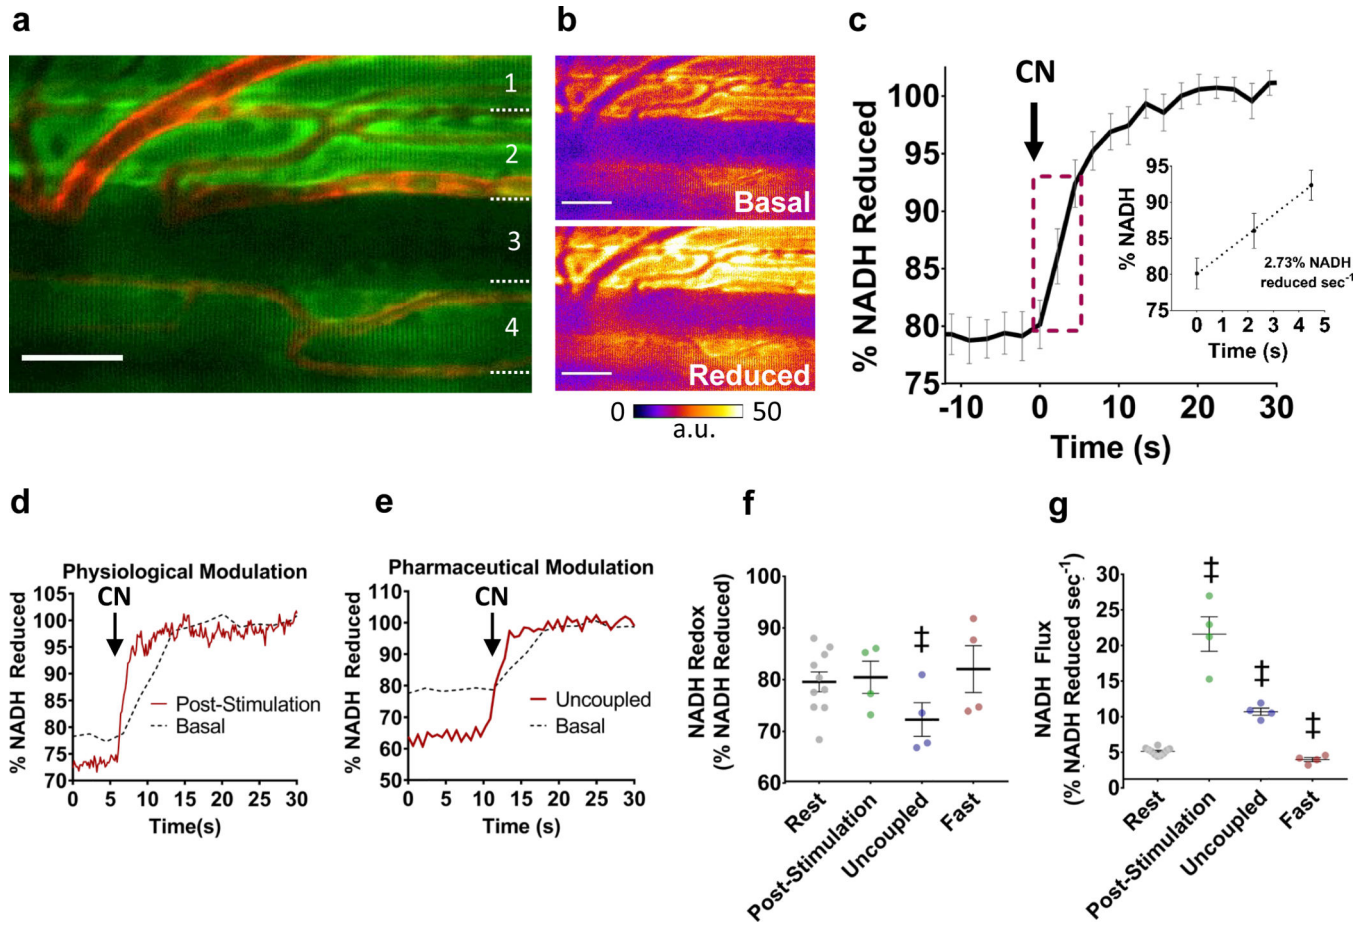 a
1
2
3
4
b
Basal
Reduced
0 50
a.u.
c
CN
% NADH Reduced
100
95
90
85
80
75
-10 0 10 20 30
Time (s)
% NADH
95
90
85
80
75
2.73% NADH
reduced sec-1
0 1 2 3 4 5
Time (s)
d
Physiological Modulation
CN
% NADH Reduced
105
100
95
90
85
80
75
70
Post-Stimulation
Basal
0 5 10 15 20 25 30
Time(s)
e
Pharmaceutical Modulation
CN
% NADH Reduced
110
100
90
80
70
60
50
Uncoupled
Basal
0 5 10 15 20 25 30
Time (s)
f
NADH Redox
(% NADH Reduced)
100
90
80
70
60
‡
Rest
Post-Stimulation
Uncoupled
Fast
g
NADH Flux
(% NADH Reduced sec-1)
30
25
20
15
10
5
0
‡
‡
‡
Rest
Post-Stimulation
Uncoupled
Fast